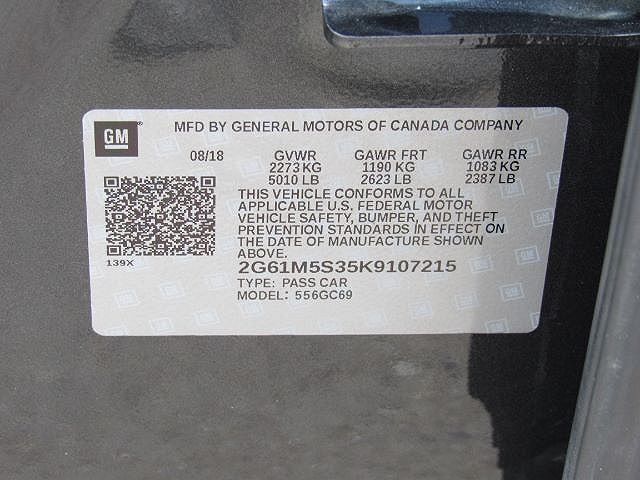 GM
MFD BY GENERAL MOTORS OF CANADA COMPANY
08/18 GVWR GAWR FRT GAWR RR
2273 KG 1190 KG 1083 KG
5010 LB 2623 LB 2387 LB
THIS VEHICLE CONFORMS TO ALL
APPLICABLE U.S. FEDERAL MOTOR
VEHICLE SAFETY, BUMPER, AND THEFT
PREVENTION STANDARDS IN EFFECT ON
THE DATE OF MANUFACTURE SHOWN
ABOVE.
139X
2G61M5S35K9107215
TYPE: PASS CAR
MODEL: 556GC69